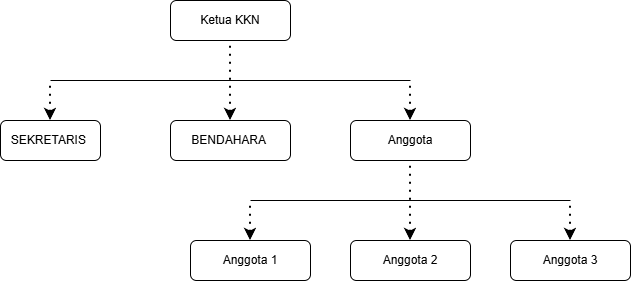 Ketua KKN
SEKRETARIS
BENDAHARA
Anggota
Anggota 1
Anggota 2
Anggota 3